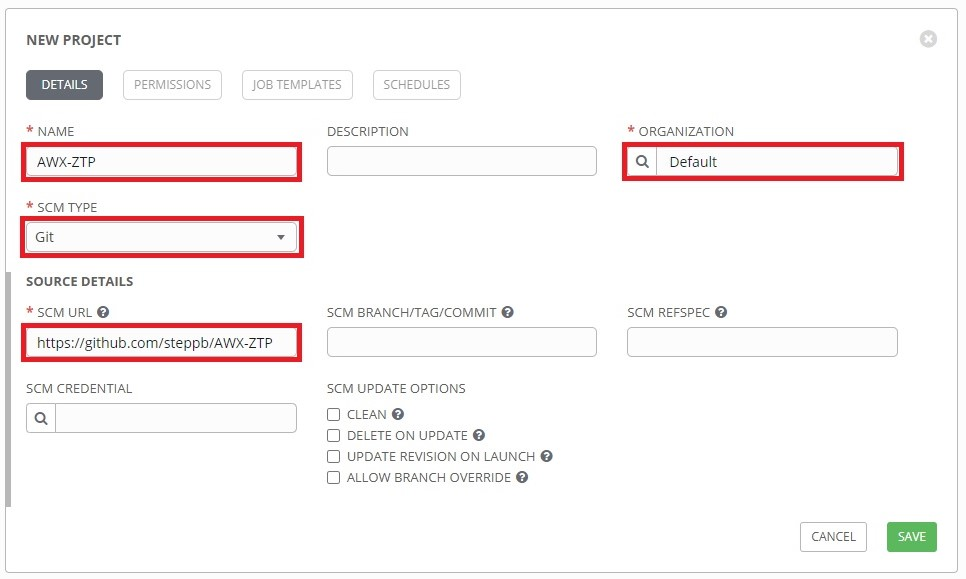 NEW PROJECT
DETAILS PERMISSIONS JOB TEMPLATES SCHEDULES
* NAME DESCRIPTION * ORGANIZATION
AWX-ZTP Default
* SCM TYPE
Git
SOURCE DETAILS
* SCM URL ? SCM BRANCH/TAG/COMMIT ? SCM REFSPEC ?
https://github.com/steppb/AWX-ZTP
SCM CREDENTIAL SCM UPDATE OPTIONS
CLEAN ?
DELETE ON UPDATE ?
UPDATE REVISION ON LAUNCH ?
ALLOW BRANCH OVERRIDE ?
CANCEL SAVE